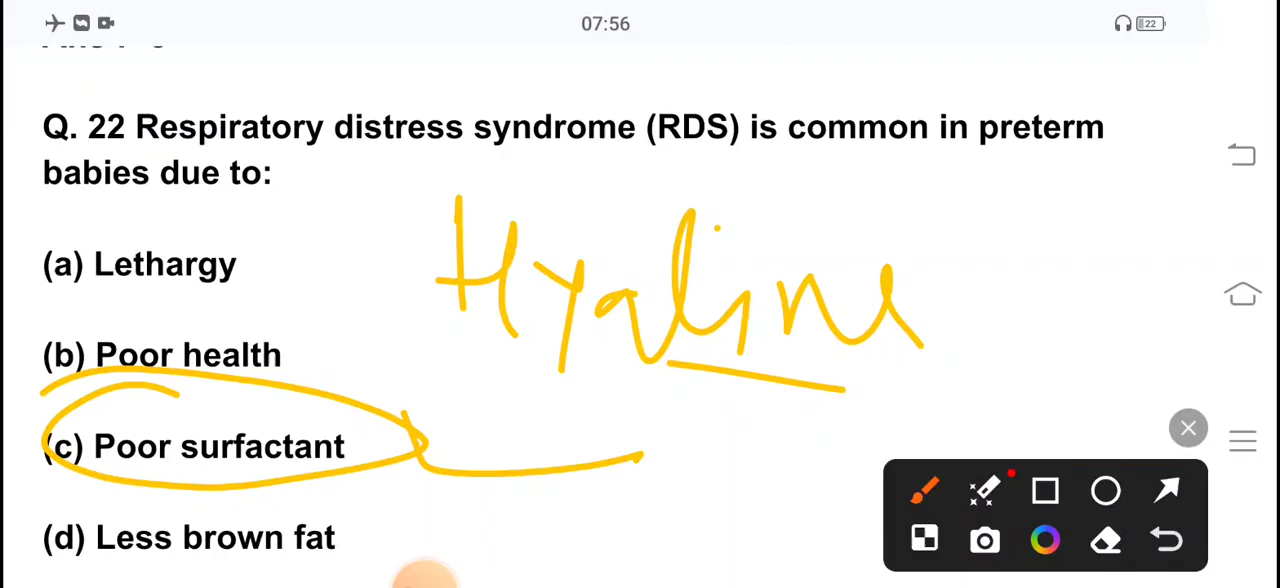 07:56
22
Q. 22 Respiratory distress syndrome (RDS) is common in preterm
babies due to:
Hyaline
(a) Lethargy
(b) Poor health
(c) Poor surfactant
(d) Less brown fat